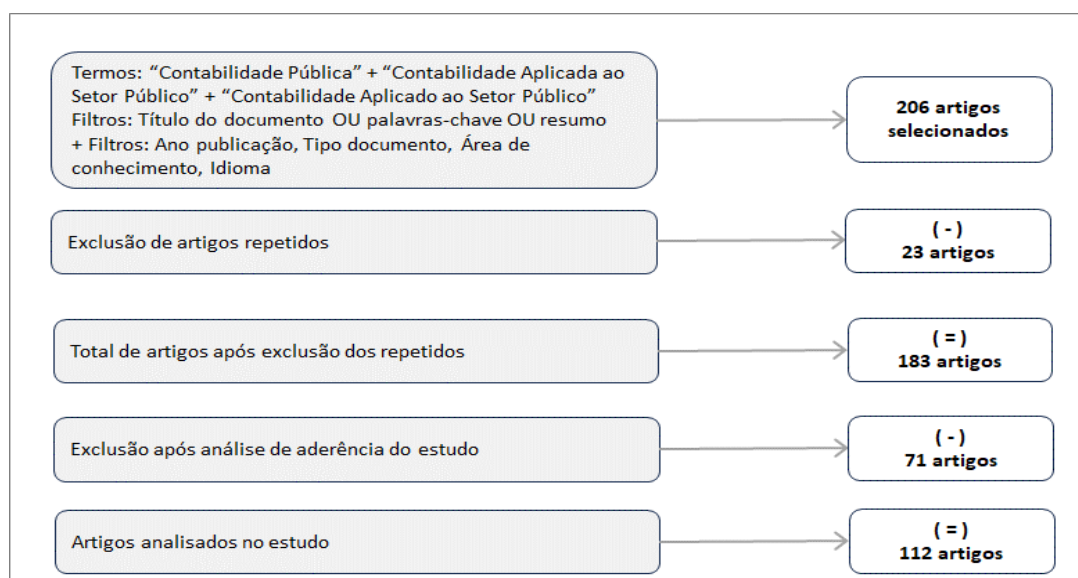 Termos: “Contabilidade Pública” + “Contabilidade Aplicada ao
Setor Público” + “Contabilidade Aplicado ao Setor Público”
Filtros: Título do documento OU palavras-chave OU resumo
+ Filtros: Ano publicação, Tipo documento, Área de
conhecimento, Idioma
206 artigos
selecionados
Exclusão de artigos repetidos
( - )
23 artigos
Total de artigos após exclusão dos repetidos
( = )
183 artigos
Exclusão após análise de aderência do estudo
( - )
71 artigos
Artigos analisados no estudo
( = )
112 artigos